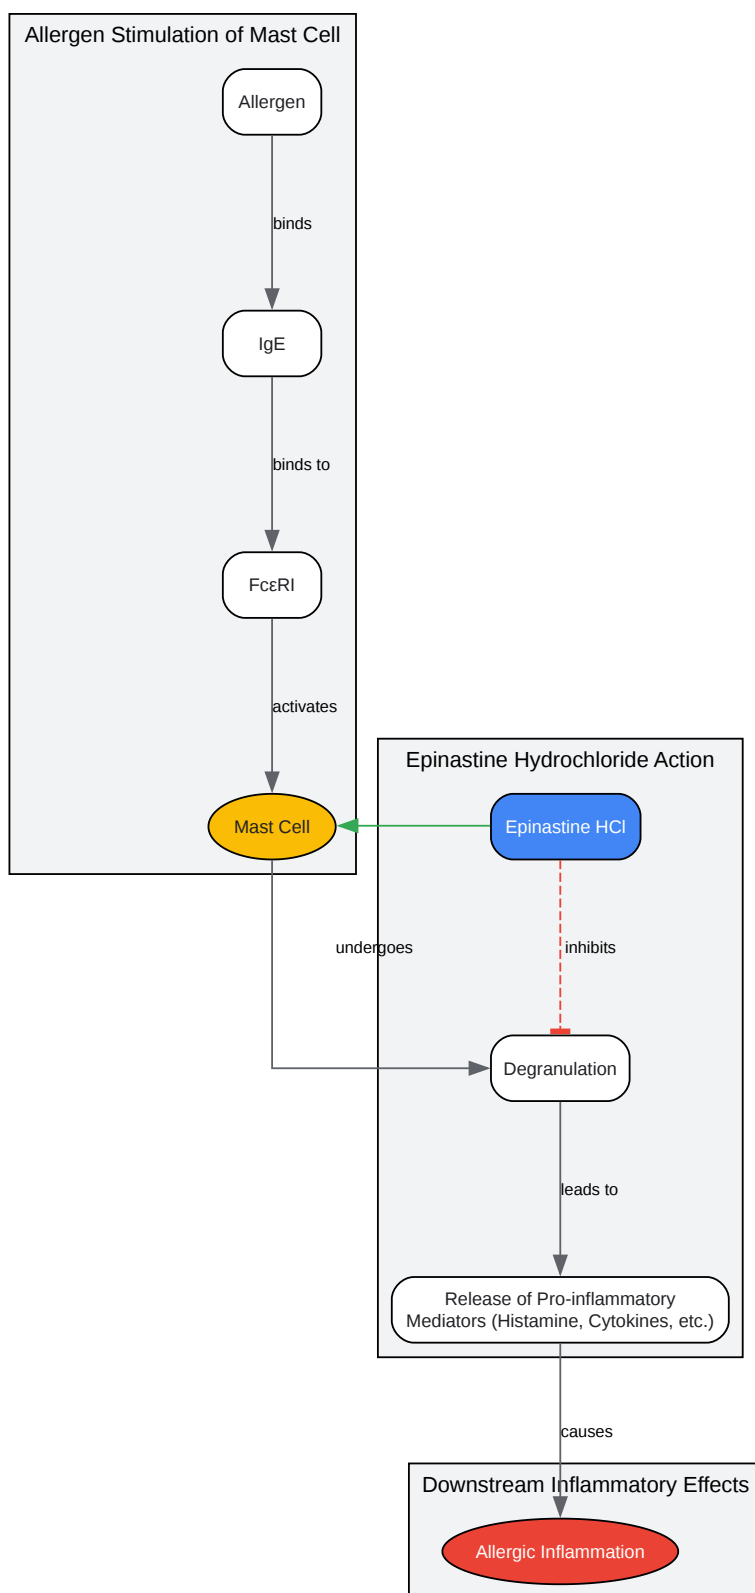 Allergen Stimulation of Mast Cell
Allergen
binds
IgE
binds to
FcεRI
activates
Mast Cell
Epinastine Hydrochloride Action
Epinastine HCl
undergoes
inhibits
Degranulation
leads to
Release of Pro-inflammatory
Mediators (Histamine, Cytokines, etc.)
causes
Downstream Inflammatory Effects
Allergic Inflammation